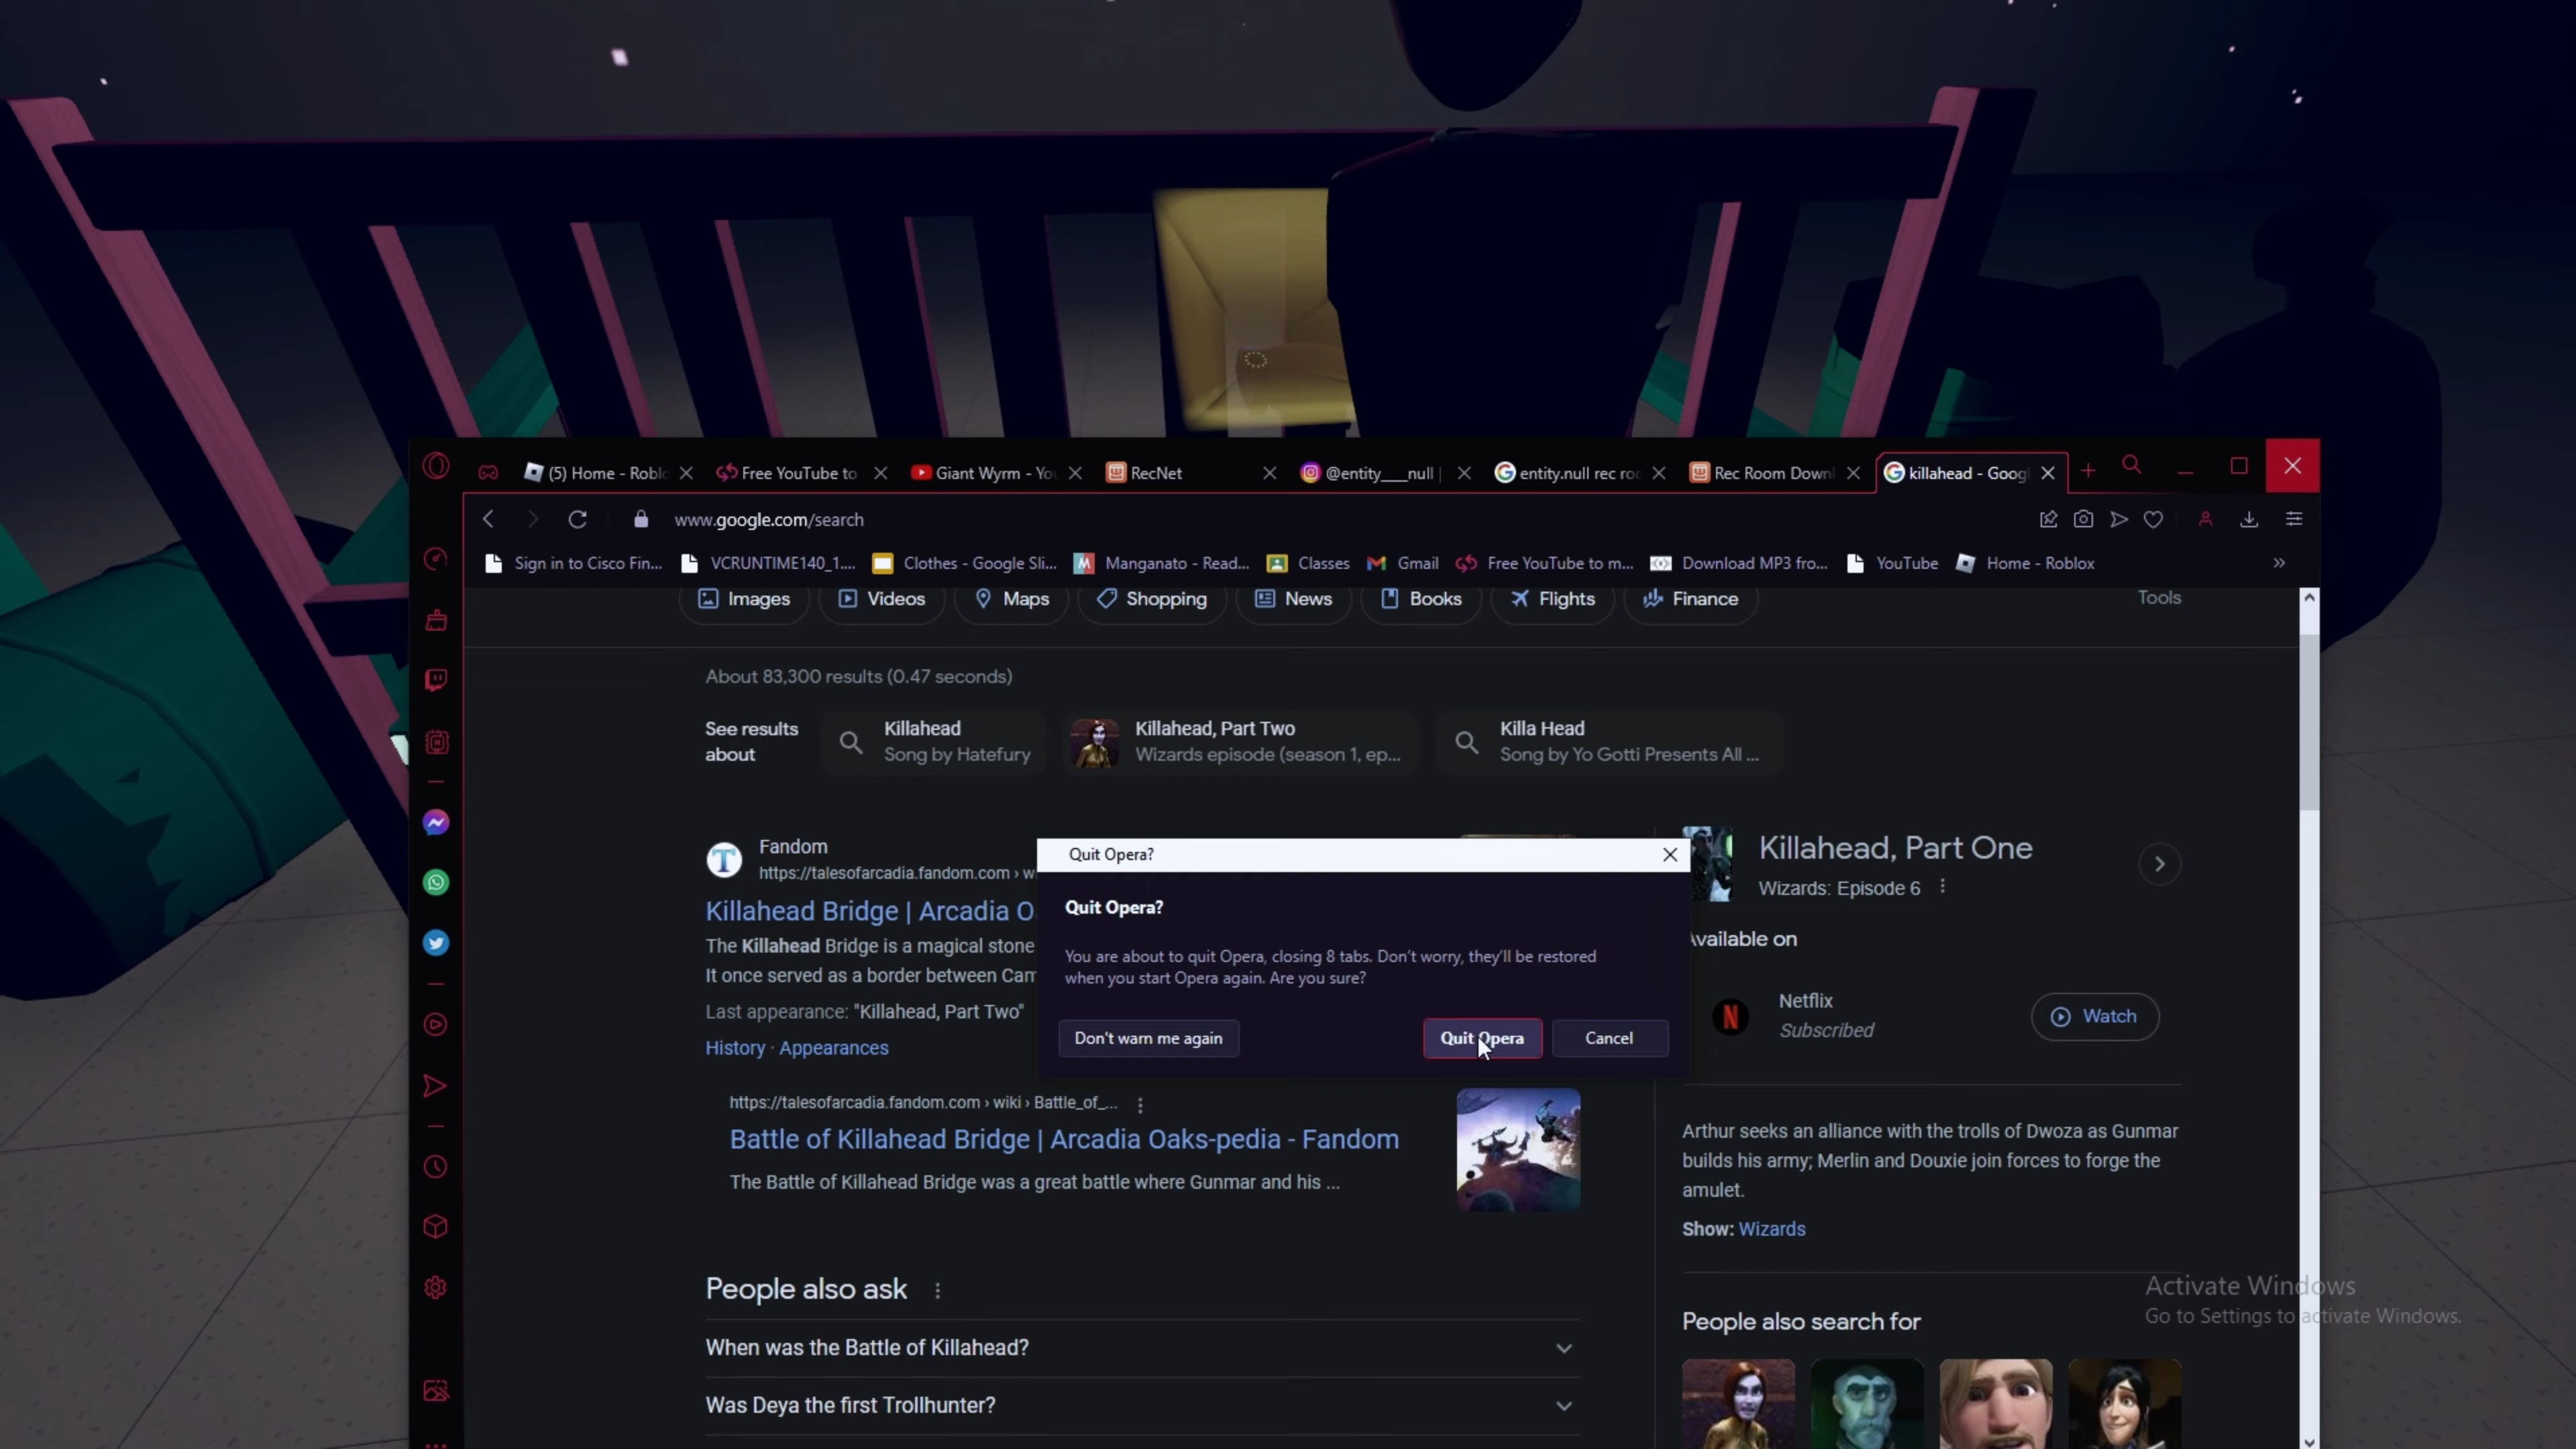 (5) Home - Roblo
Free YouTube to
Giant Wyrm - You
RecNet
@entity___null |
entity.null rec roo
Rec Room Downl
killahead - Googl
www.google.com/search
Sign in to Cisco Fin...
VCRUNTIME140_1....
Clothes - Google Sli...
Manganato - Read...
Classes
Gmail
Free YouTube to m...
Download MP3 fro...
YouTube
Home - Roblox
Images
Videos
Maps
Shopping
News
Books
Flights
Finance
Tools
About 83,300 results (0.47 seconds)
See results
about
Killahead
Song by Hatefury
Killahead, Part Two
Wizards episode (season 1, ep...
Killa Head
Song by Yo Gotti Presents All ...
Fandom
https://talesofarcadia.fandom.com › w
Killahead Bridge | Arcadia O
The Killahead Bridge is a magical stone
It once served as a border between Cam
Last appearance: "Killahead, Part Two"
History · Appearances
Quit Opera?
Quit Opera?
You are about to quit Opera, closing 8 tabs. Don't worry, they'll be restored
when you start Opera again. Are you sure?
Don't warn me again
Quit Opera
Cancel
https://talesofarcadia.fandom.com › wiki › Battle_of_...
Battle of Killahead Bridge | Arcadia Oaks-pedia - Fandom
The Battle of Killahead Bridge was a great battle where Gunmar and his ...
People also ask
When was the Battle of Killahead?
Was Deya the first Trollhunter?
Killahead, Part One
Wizards: Episode 6
Available on
Netflix
Subscribed
Watch
Arthur seeks an alliance with the trolls of Dwoza as Gunmar
builds his army; Merlin and Douxie join forces to forge the
amulet.
Show: Wizards
People also search for
Activate Windows
Go to Settings to activate Windows.